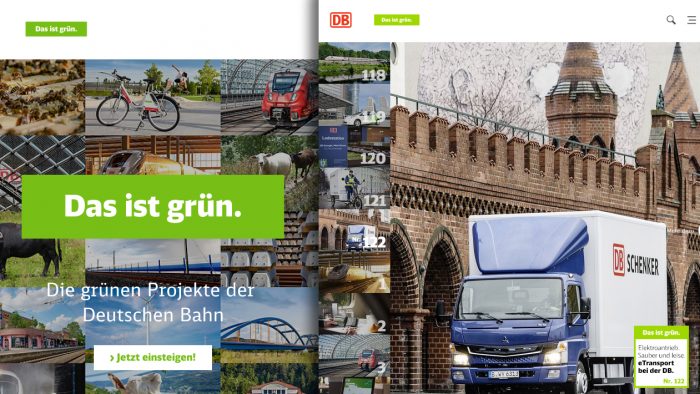 Das ist grün.
Das ist grün.
Die grünen Projekte der
Deutschen Bahn
› Jetzt einsteigen!
DB
Das ist grün.
118
119
120
121
122
1
2
3
DB SCHENKER
Das ist grün.
Elektroantrieb.
Sauber und leise.
eTransport
bei der DB.
Nr. 122